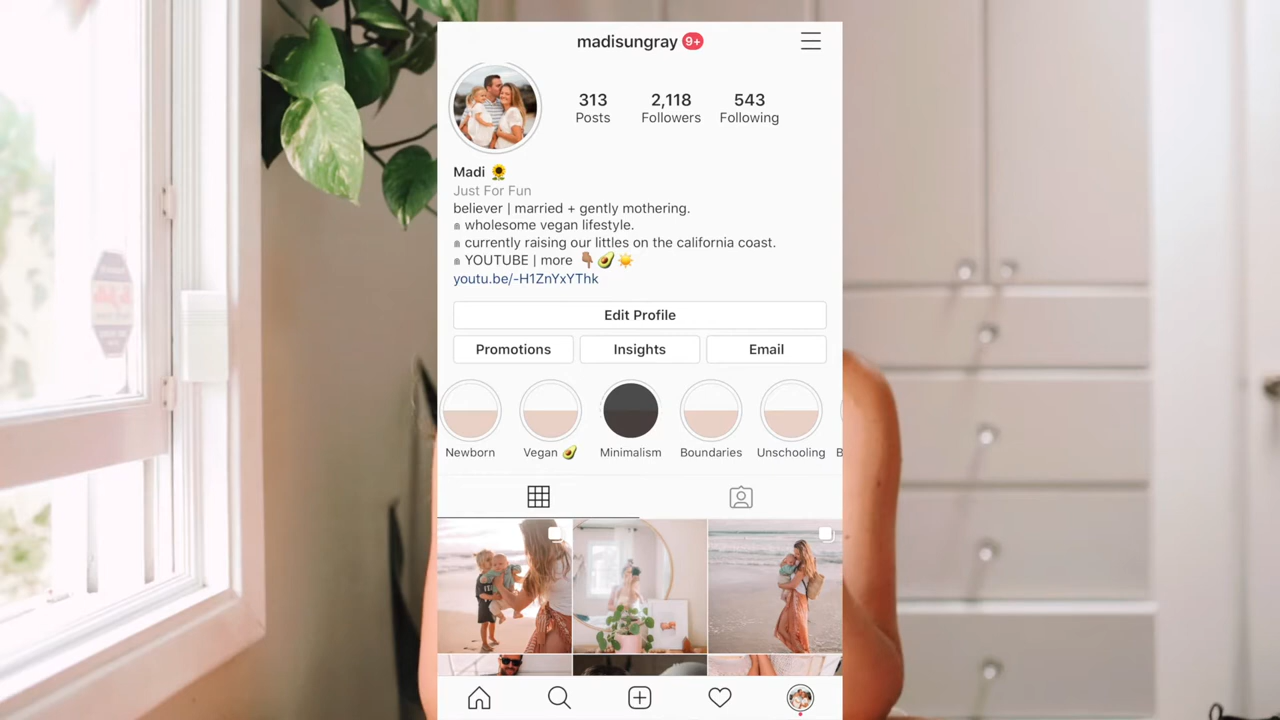 madisungray 9+
313 2,118 543
Posts Followers Following
Madi 🌻
Just For Fun
believer | married + gently mothering.
⋒ wholesome vegan lifestyle.
⋒ currently raising our littles on the california coast.
⋒ YOUTUBE | more 👇🏽🥑☀️
youtu.be/-H1ZnYxYThk
Edit Profile
Promotions Insights Email
Newborn Vegan 🥑 Minimalism Boundaries Unschooling B